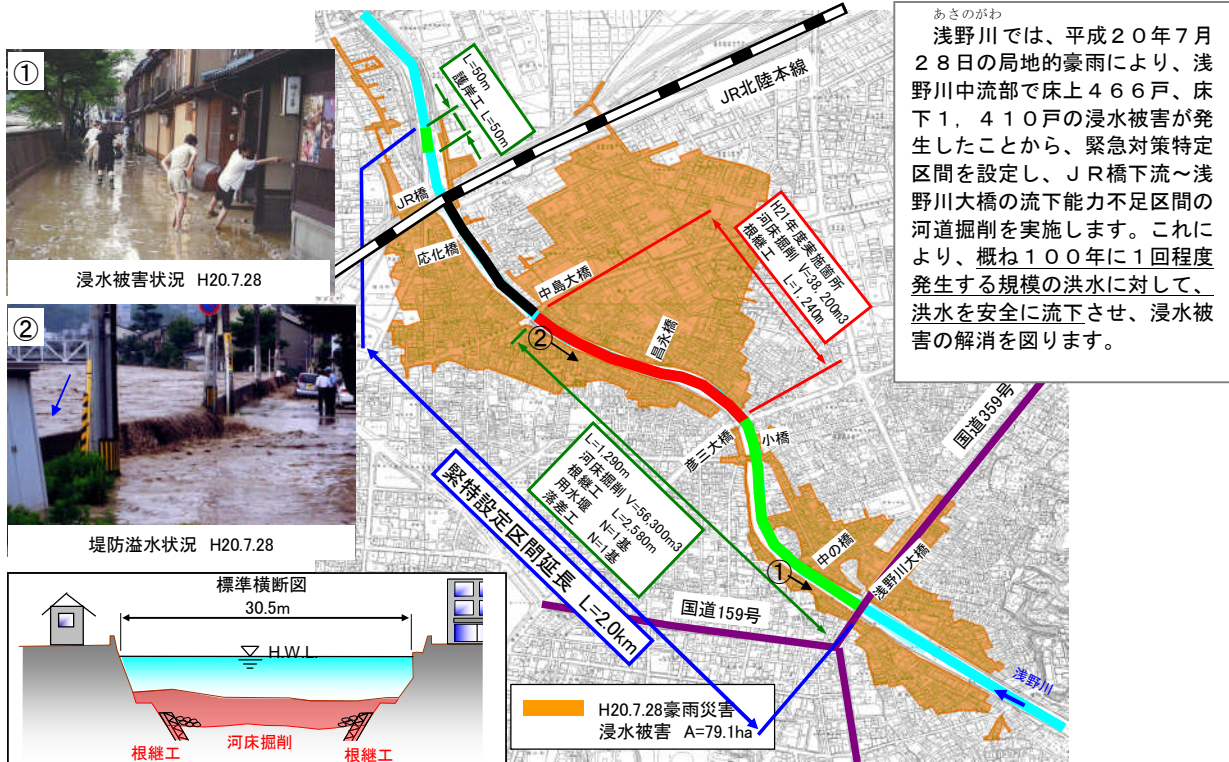 ①
浸水被害状況 H20.7.28
②
堤防溢水状況 H20.7.28
標準横断図
30.5m
H.W.L.
根継工
河床掘削
根継工
L=50m
護岸工 L=50m
JR北陸本線
JR橋
応化橋
中島大橋
②
昌永橋
H21年度実施箇所
河床掘削 V=38,200m3
根継工 L=1,240m
彦三大橋
小橋
L=1,290m
河床掘削 V=56,300m3
根継工 L=2,580m
用水堰 N=1基
落差工 N=1基
緊特設定区間延長 L=2.0km
①
中の橋
浅野川大橋
国道159号
国道359号
浅野川
H20.7.28豪雨災害
浸水被害 A=79.1ha
あさのがわ
浅野川では、平成20年7月
28日の局地的豪雨により、浅
野川中流部で床上466戸、床
下1,410戸の浸水被害が発
生したことから、緊急対策特定
区間を設定し、JR橋下流~浅
野川大橋の流下能力不足区間の
河道掘削を実施します。これに
より、概ね100年に1回程度
発生する規模の洪水に対して、
洪水を安全に流下させ、浸水被
害の解消を図ります。